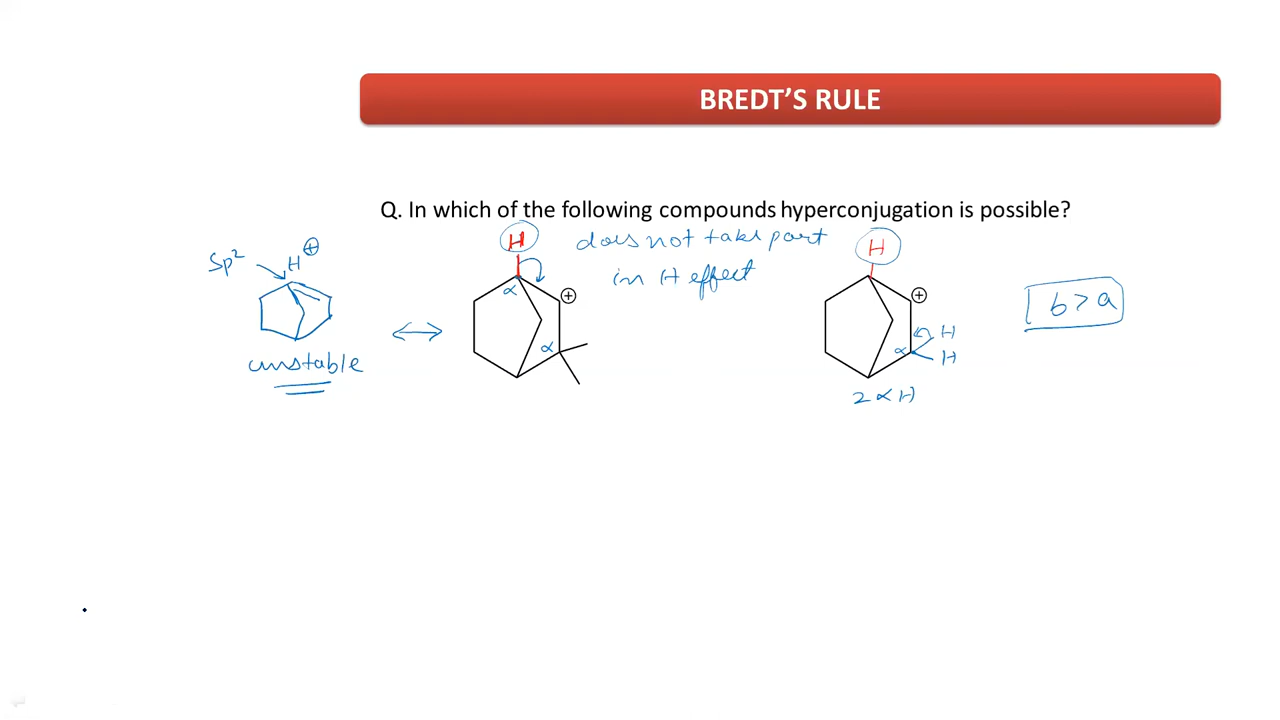 BREDT’S RULE
Q. In which of the following compounds hyperconjugation is possible?
H
does not take part
in H effect
H
Sp²
H ⊕
unstable
α
⊕
α
⊕
α
H
H
2 α H
b > a